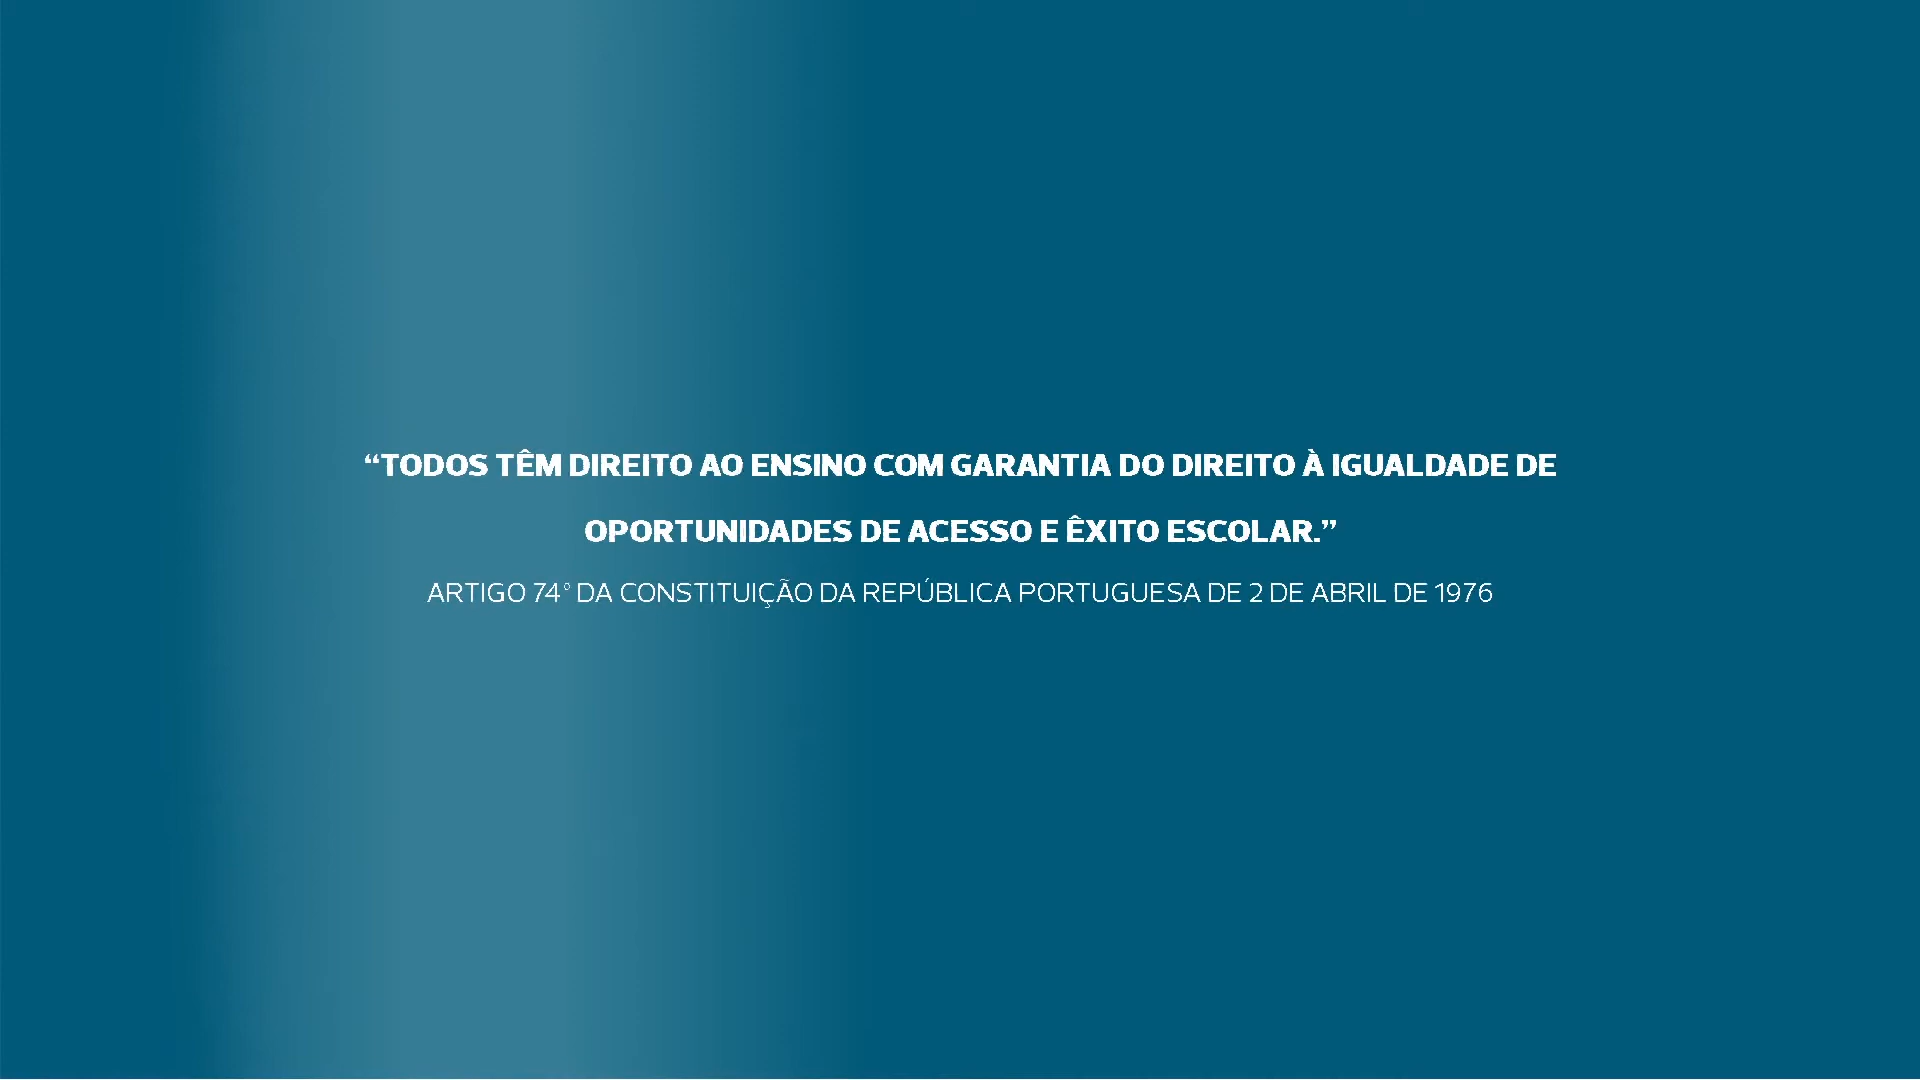 “TODOS TÊM DIREITO AO ENSINO COM GARANTIA DO DIREITO À IGUALDADE DE
OPORTUNIDADES DE ACESSO E ÊXITO ESCOLAR.”
ARTIGO 74º DA CONSTITUIÇÃO DA REPÚBLICA PORTUGUESA DE 2 DE ABRIL DE 1976